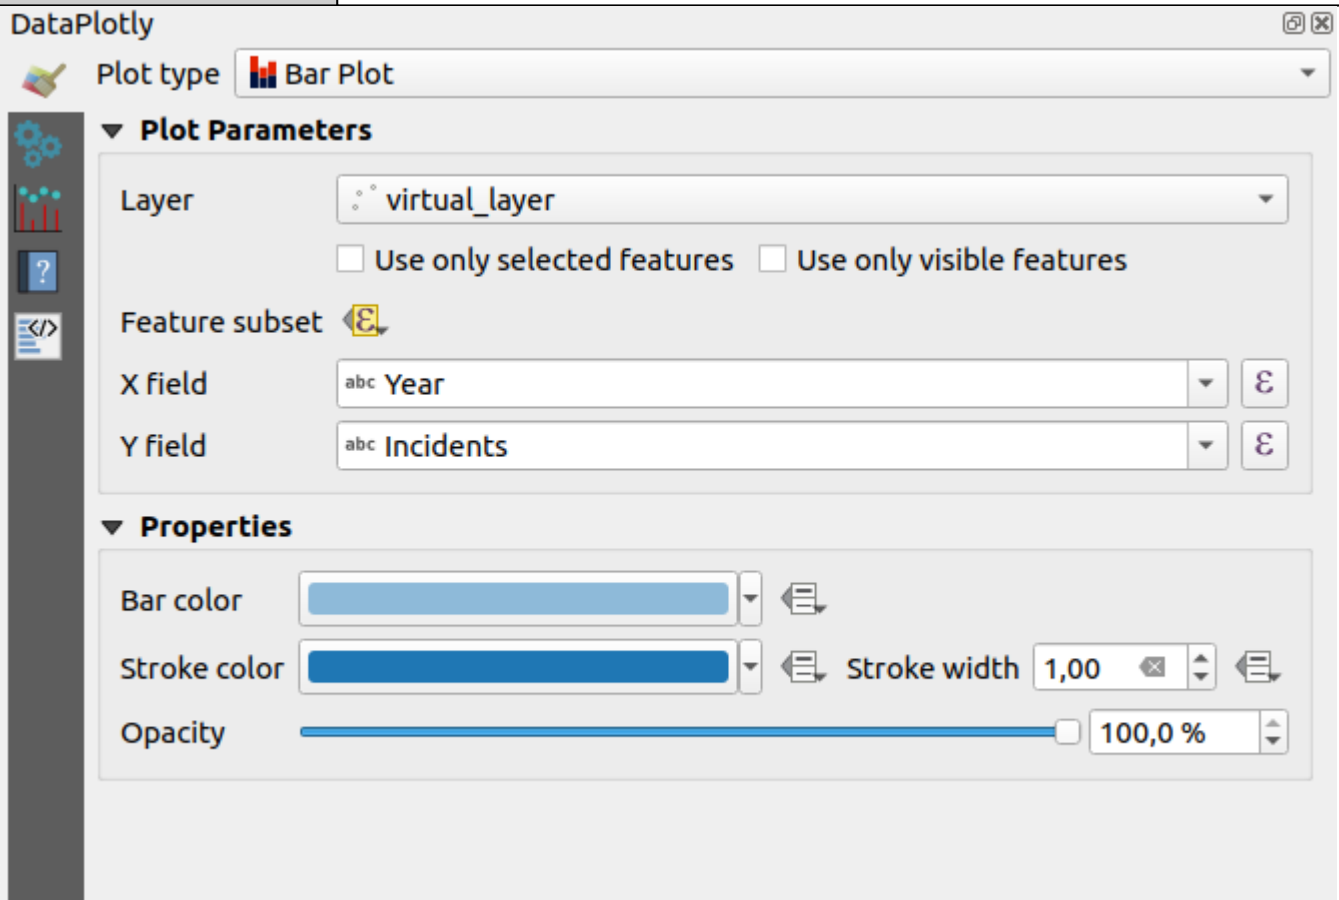 DataPlotly
Plot type Bar Plot
Plot Parameters
Layer virtual_layer
Use only selected features Use only visible features
Feature subset ε
X field abc Year ε
Y field abc Incidents ε
Properties
Bar color
Stroke color Stroke width 1,00
Opacity 100,0 %
?
</>